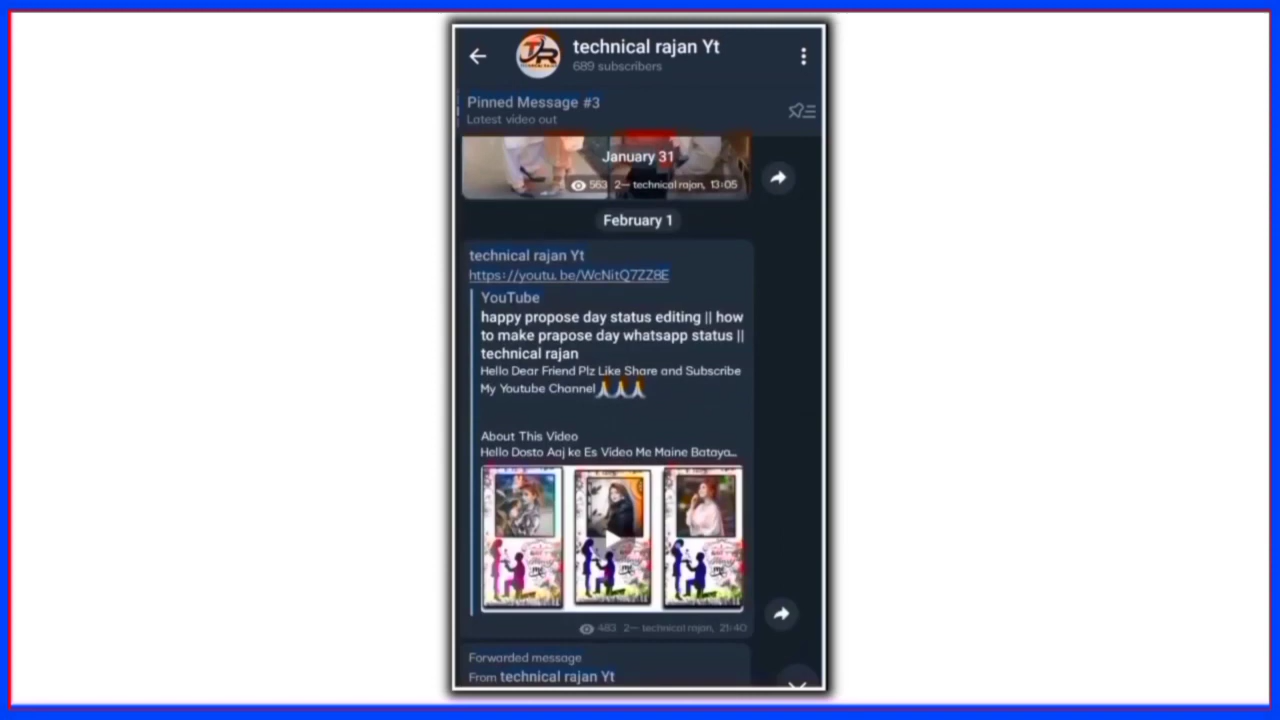 technical rajan Yt
689 subscribers
Pinned Message #3
Latest video out
January 31
563 2— technical rajan, 13:05
February 1
technical rajan Yt
https://youtu.be/WcNitQ7ZZ8E
YouTube
happy propose day status editing || how
to make prapose day whatsapp status ||
technical rajan
Hello Dear Friend Plz Like Share and Subscribe
My Youtube Channel🙏🙏🙏
About This Video
Hello Dosto Aaj ke Es Video Me Maine Bataya...
483 2— technical rajan, 21:40
Forwarded message
From technical rajan Yt